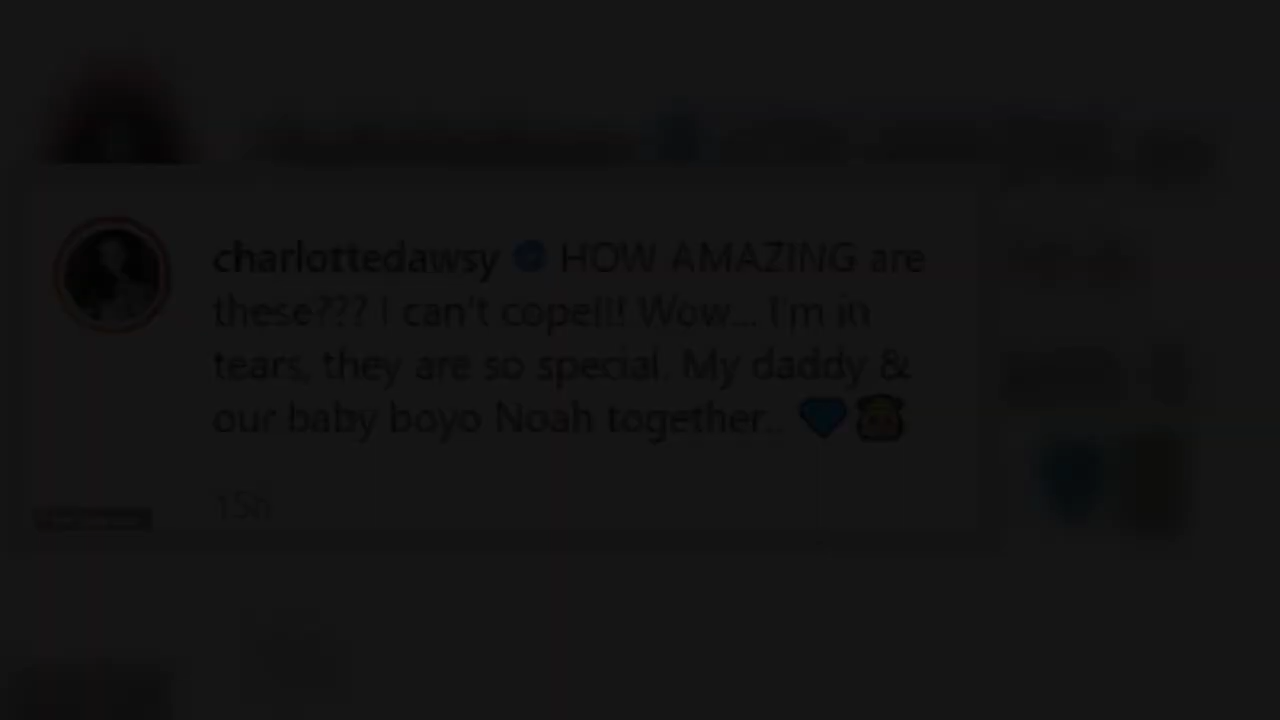 charlottedawsy HOW AMAZING are
these??? I can't cope!!! Wow... I'm in
tears, they are so special. My daddy &
our baby boyo Noah together.. 💙👼
15h